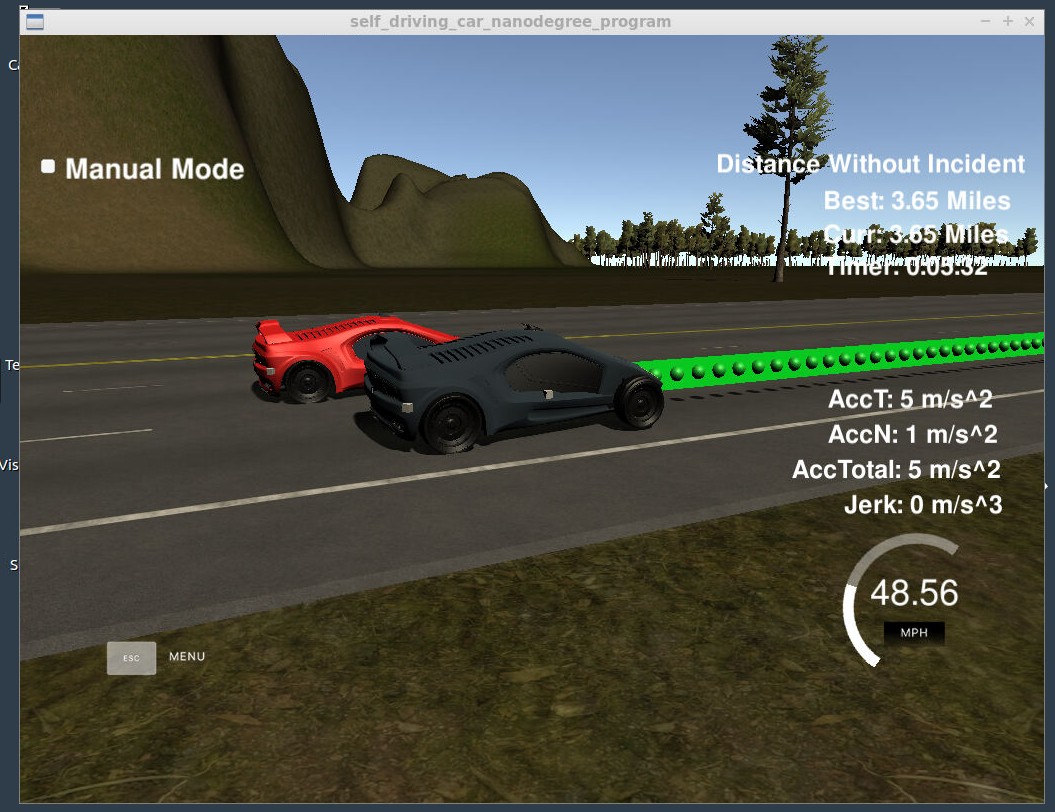 self_driving_car_nanodegree_program
Manual Mode
Distance Without Incident
Best: 3.65 Miles
Curr: 3.65 Miles
Timer: 0:05:32
AccT: 5 m/s^2
AccN: 1 m/s^2
AccTotal: 5 m/s^2
Jerk: 0 m/s^3
48.56
MPH
ESC MENU